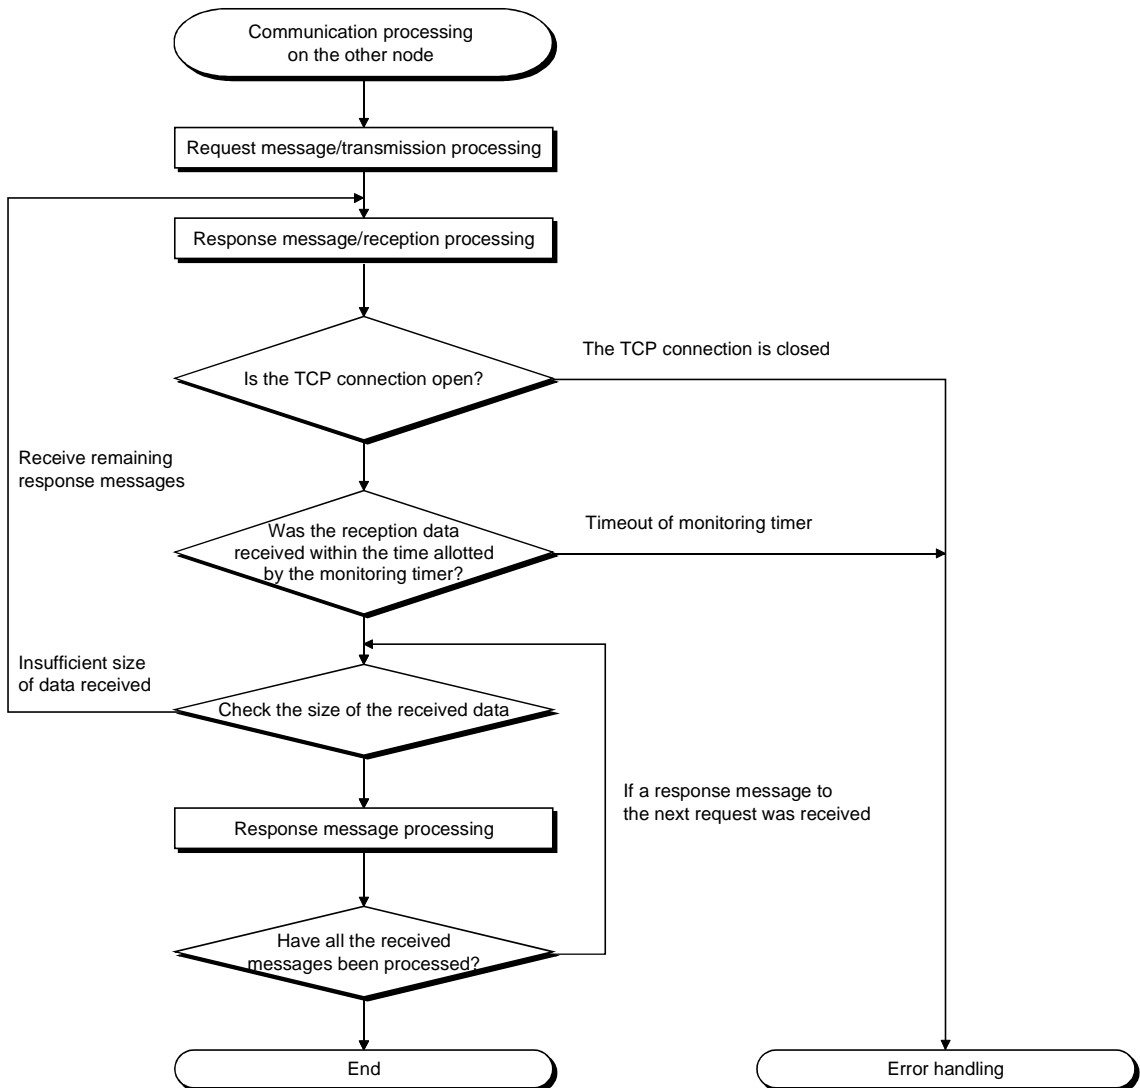 Communication processing
on the other node
Request message/transmission processing
Response message/reception processing
Is the TCP connection open?
The TCP connection is closed
Receive remaining
response messages
Was the reception data
received within the time allotted
by the monitoring timer?
Timeout of monitoring timer
Insufficient size
of data received
Check the size of the received data
If a response message to
the next request was received
Response message processing
Have all the received
messages been processed?
End
Error handling